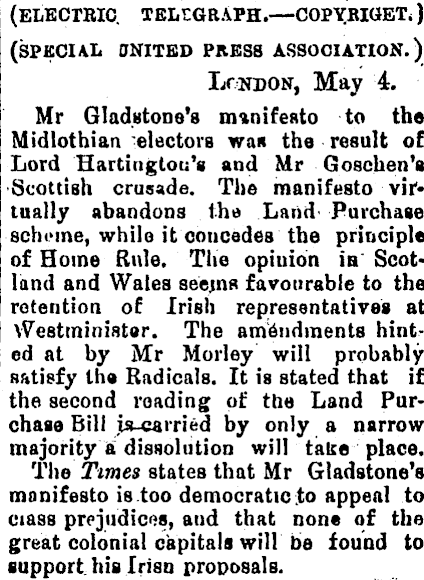 (ELECTRIC TELEGRAPH.—COPYRIGHT.)
(SPECIAL UNITED PRESS ASSOCIATION.)
LONDON, May 4.
Mr Gladstone's manifesto to the
Midlothian electors was the result of
Lord Hartington's and Mr Goschen's
Scottish crusade. The manifesto vir-
tually abandons the Land Purchase
scheme, while it concedes the principle
of Home Rule. The opinion in Scot-
land and Wales seems favourable to the
retention of Irish representatives at
Westminister. The amendments hint-
ed at by Mr Morley will probably
satisfy the Radicals. It is stated that if
the second reading of the Land Pur-
chase Bill is carried by only a narrow
majority a dissolution will take place.
The Times states that Mr Gladstone's
manifesto is too democratic to appeal to
class prejudices, and that none of the
great colonial capitals will be found to
support his Irish proposals.